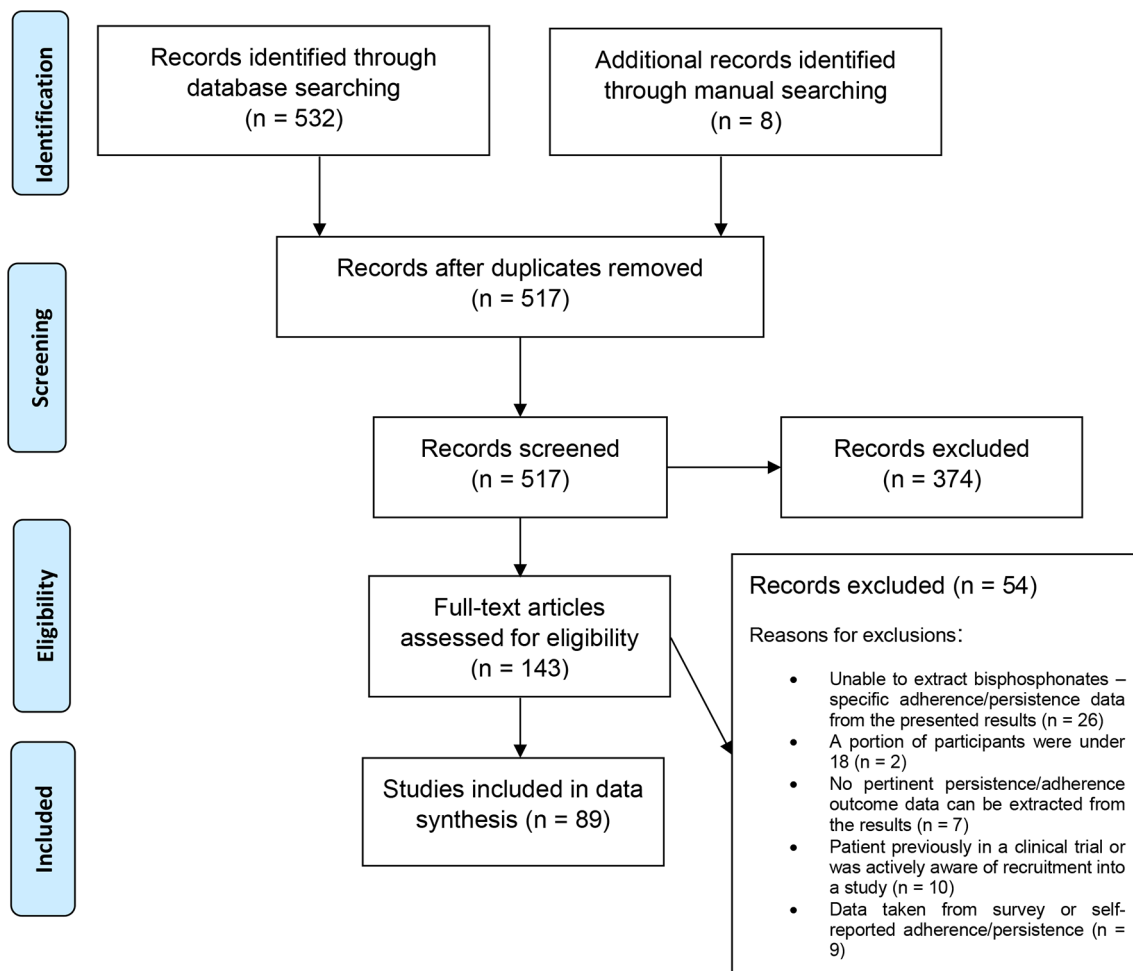 Identification
Records identified through
database searching
(n = 532)
Additional records identified
through manual searching
(n = 8)
Screening
Records after duplicates removed
(n = 517)
Records screened
(n = 517)
Records excluded
(n = 374)
Eligibility
Full-text articles
assessed for eligibility
(n = 143)
Records excluded (n = 54)
Reasons for exclusions:
• Unable to extract bisphosphonates –
specific adherence/persistence data
from the presented results (n = 26)
• A portion of participants were under
18 (n = 2)
• No pertinent persistence/adherence
outcome data can be extracted from
the results (n = 7)
• Patient previously in a clinical trial or
was actively aware of recruitment into
a study (n = 10)
• Data taken from survey or self-
reported adherence/persistence (n =
9)
Included
Studies included in data
synthesis (n = 89)